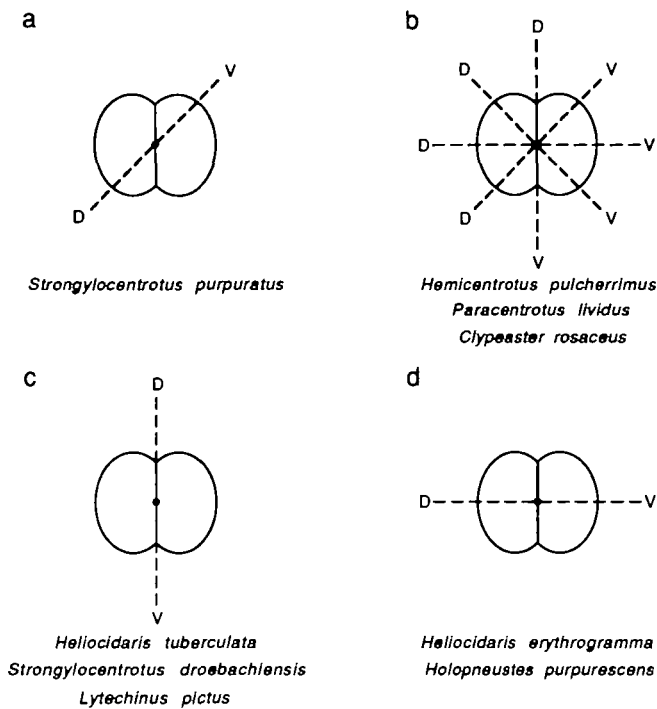 a
V
D
Strongylocentrotus purpuratus
b
D
D
V
D
V
D
V
V
Hemicentrotus pulcherrimus
Paracentrotus lividus
Clypeaster rosaceus
c
D
V
Heliocidaris tuberculata
Strongylocentrotus droebachiensis
Lytechinus pictus
d
D
V
Heliocidaris erythrogramma
Holopneustes purpurescens